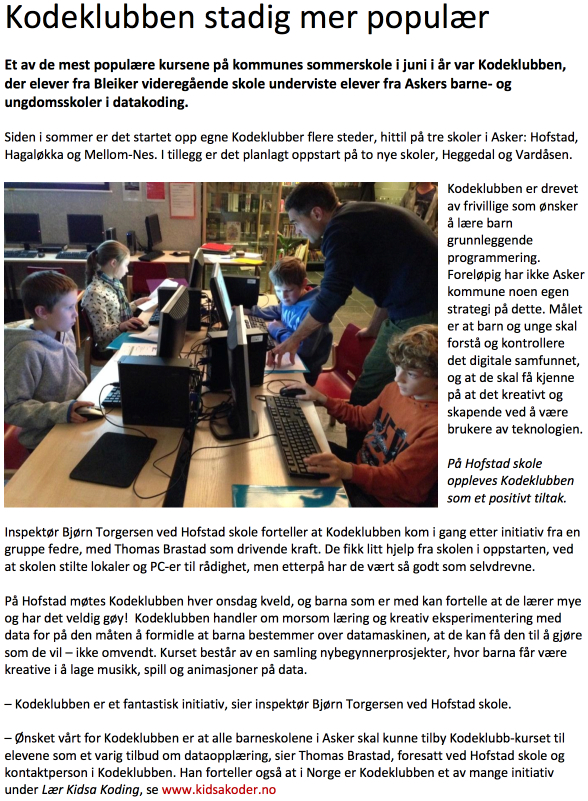 Kodeklubben stadig mer populær
Et av de mest populære kursene på kommunes sommerskole i juni i år var Kodeklubben,
der elever fra Bleiker videregående skole underviste elever fra Askers barne- og
ungdomsskoler i datakoding.
Siden i sommer er det startet opp egne Kodeklubber flere steder, hittil på tre skoler i Asker: Hofstad,
Hagaløkka og Mellom-Nes. I tillegg er det planlagt oppstart på to nye skoler, Heggedal og Vardåsen.
Kodeklubben er drevet
av frivillige som ønsker
å lære barn
grunnleggende
programmering.
Foreløpig har ikke Asker
kommune noen egen
strategi på dette. Målet
er at barn og unge skal
forstå og kontrollere
det digitale samfunnet,
og at de skal få kjenne
på at det kreativt og
skapende ved å være
brukere av teknologien.
På Hofstad skole
oppleves Kodeklubben
som et positivt tiltak.
Inspektør Bjørn Torgersen ved Hofstad skole forteller at Kodeklubben kom i gang etter initiativ fra en
gruppe fedre, med Thomas Brastad som drivende kraft. De fikk litt hjelp fra skolen i oppstarten, ved
at skolen stilte lokaler og PC-er til rådighet, men etterpå har de vært så godt som selvdrevne.
På Hofstad møtes Kodeklubben hver onsdag kveld, og barna som er med kan fortelle at de lærer mye
og har det veldig gøy!  Kodeklubben handler om morsom læring og kreativ eksperimentering med
data for på den måten å formidle at barna bestemmer over datamaskinen, at de kan få den til å gjøre
som de vil – ikke omvendt. Kurset består av en samling nybegynnerprosjekter, hvor barna får være
kreative i å lage musikk, spill og animasjoner på data.
– Kodeklubben er et fantastisk initiativ, sier inspektør Bjørn Torgersen ved Hofstad skole.
– Ønsket vårt for Kodeklubben er at alle barneskolene i Asker skal kunne tilby Kodeklubb-kurset til
elevene som et varig tilbud om dataopplæring, sier Thomas Brastad, foresatt ved Hofstad skole og
kontaktperson i Kodeklubben. Han forteller også at i Norge er Kodeklubben et av mange initiativ
under Lær Kidsa Koding, se www.kidsakoder.no